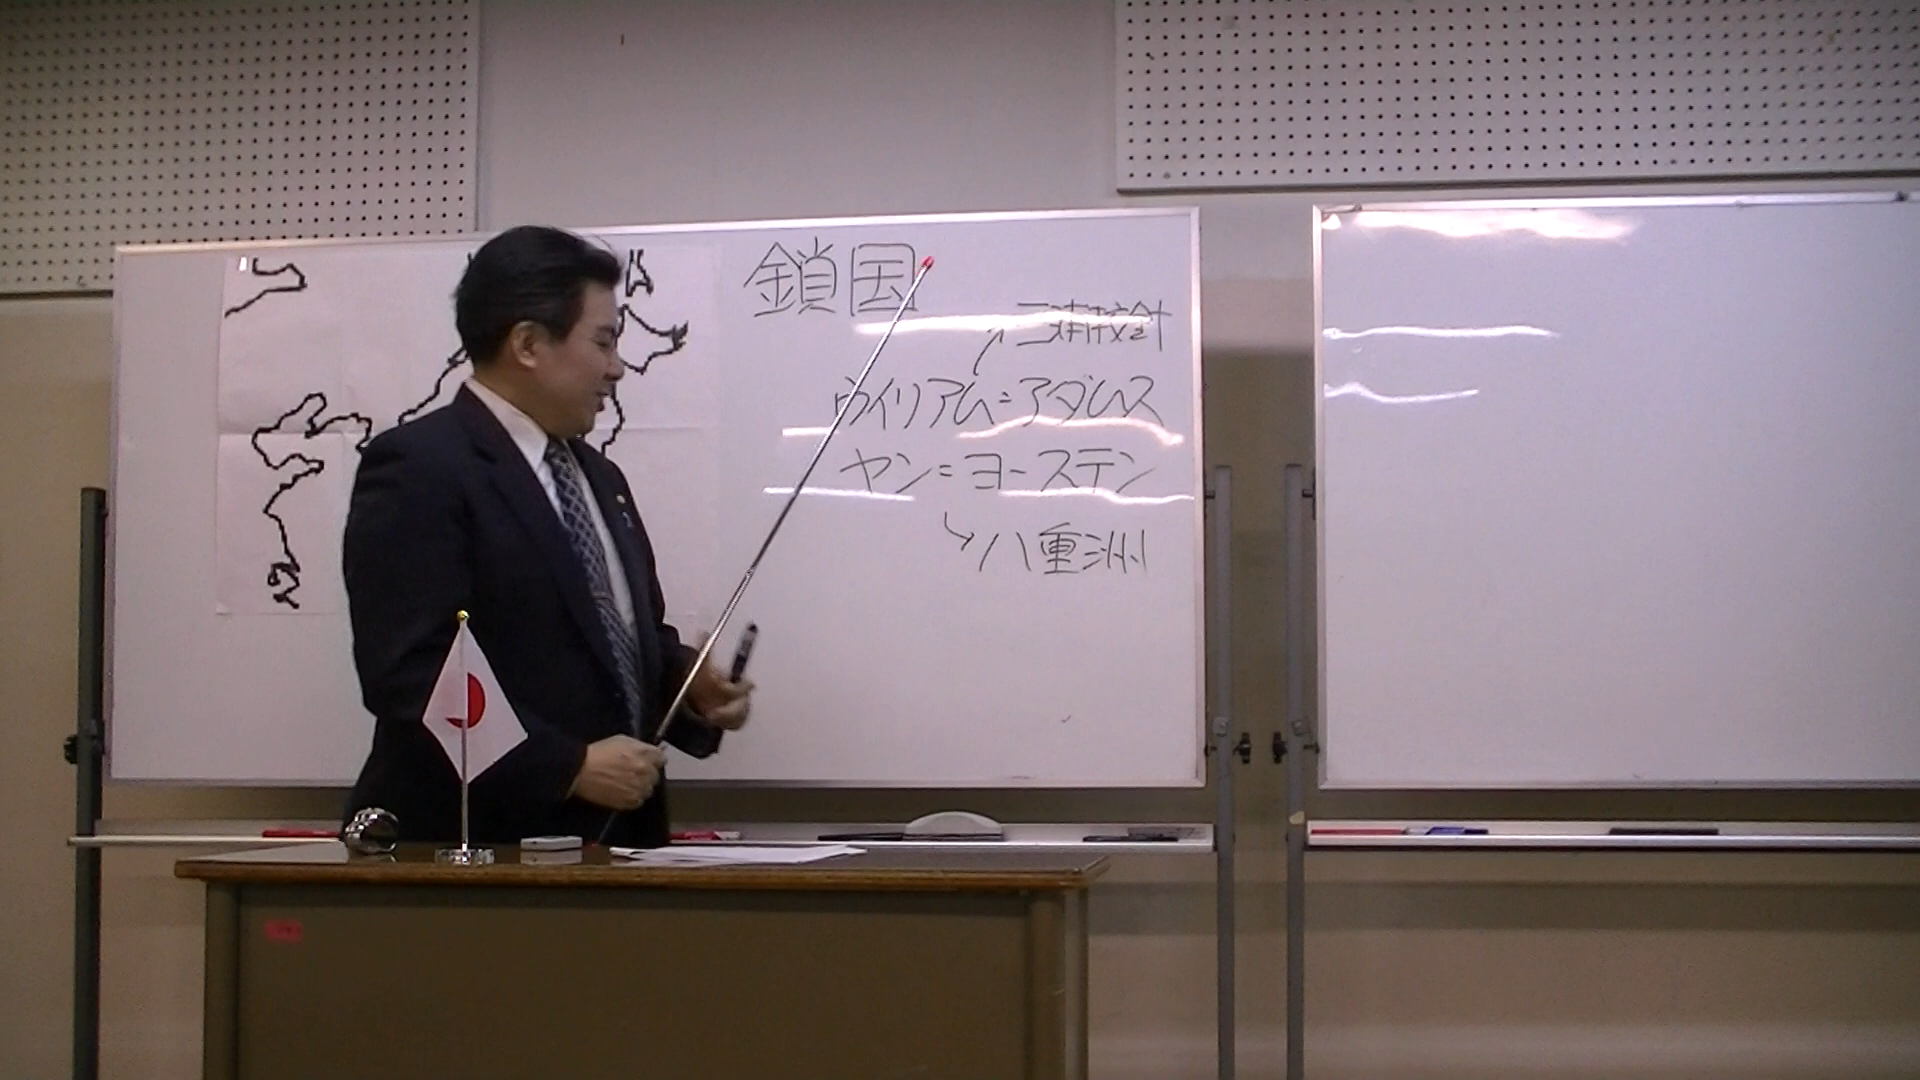 鎖国
三浦按針
ウイリアム=アダムス
ヤン=ヨーステン
八重洲